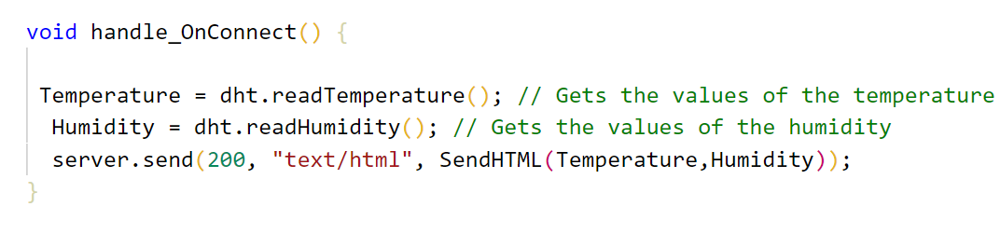 void handle_OnConnect() {
Temperature = dht.readTemperature(); // Gets the values of the temperature
Humidity = dht.readHumidity(); // Gets the values of the humidity
server.send(200, "text/html", SendHTML(Temperature,Humidity));
}